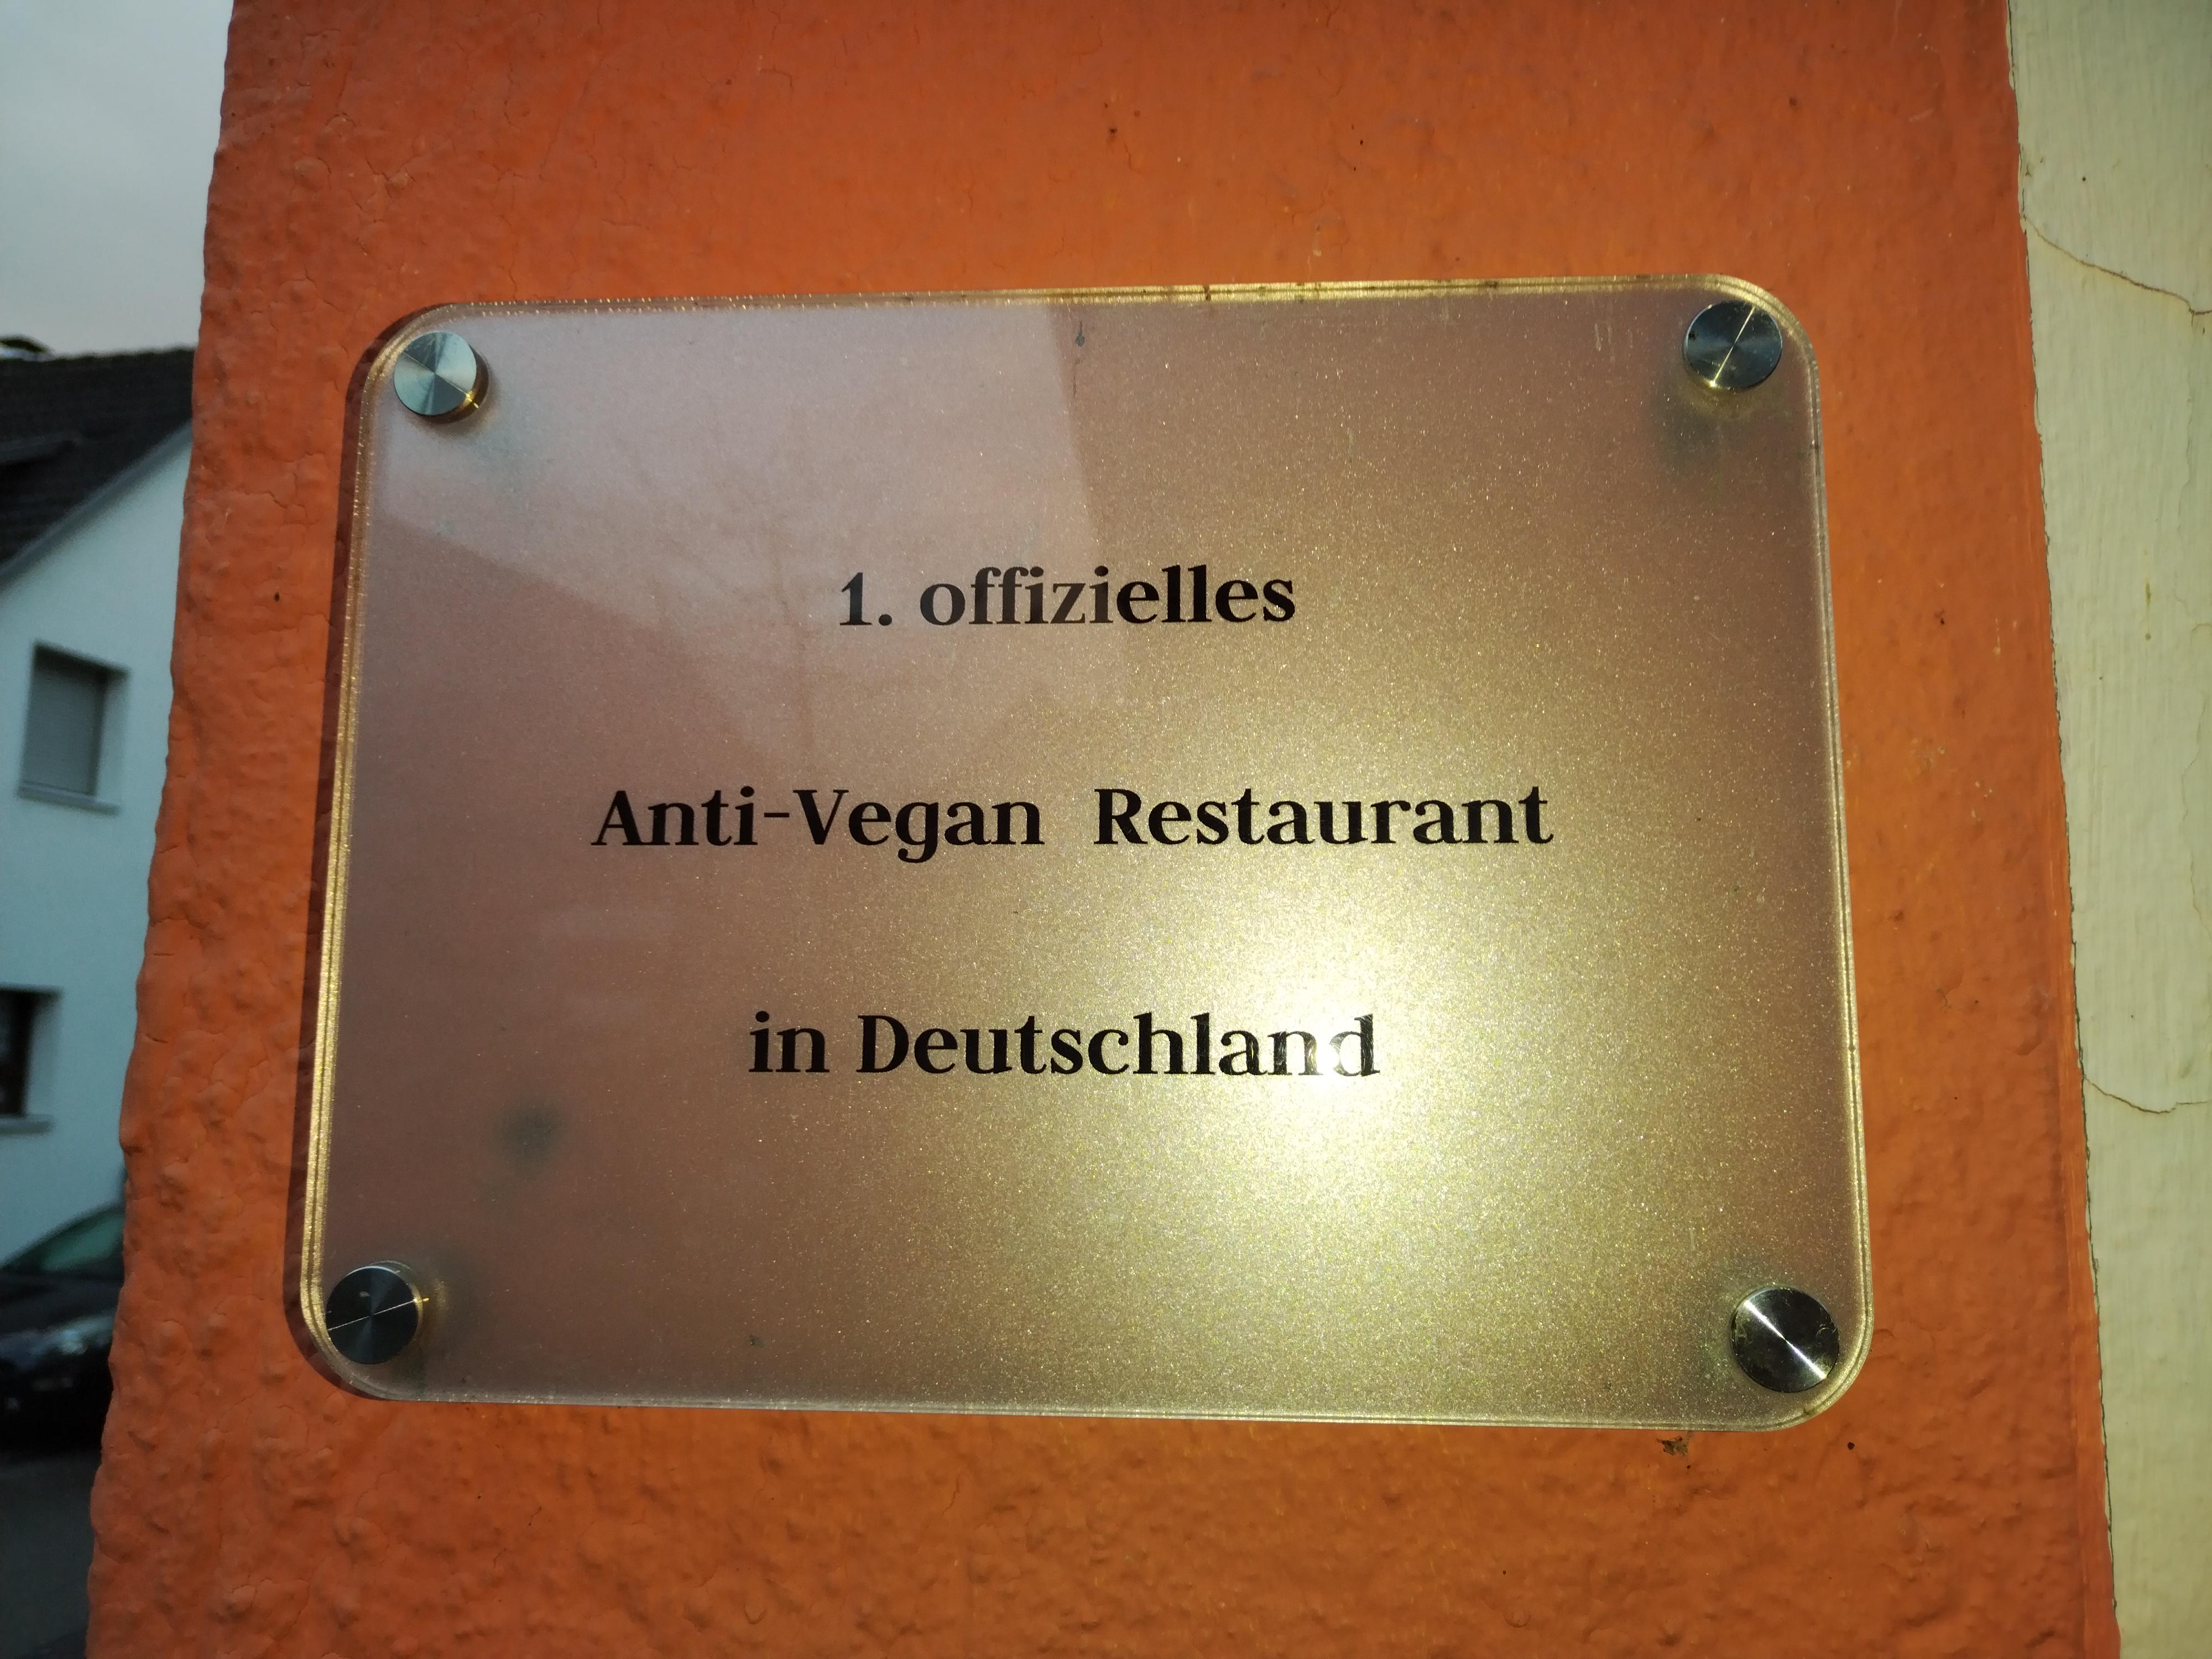 1. offizielles
Anti-Vegan Restaurant
in Deutschland